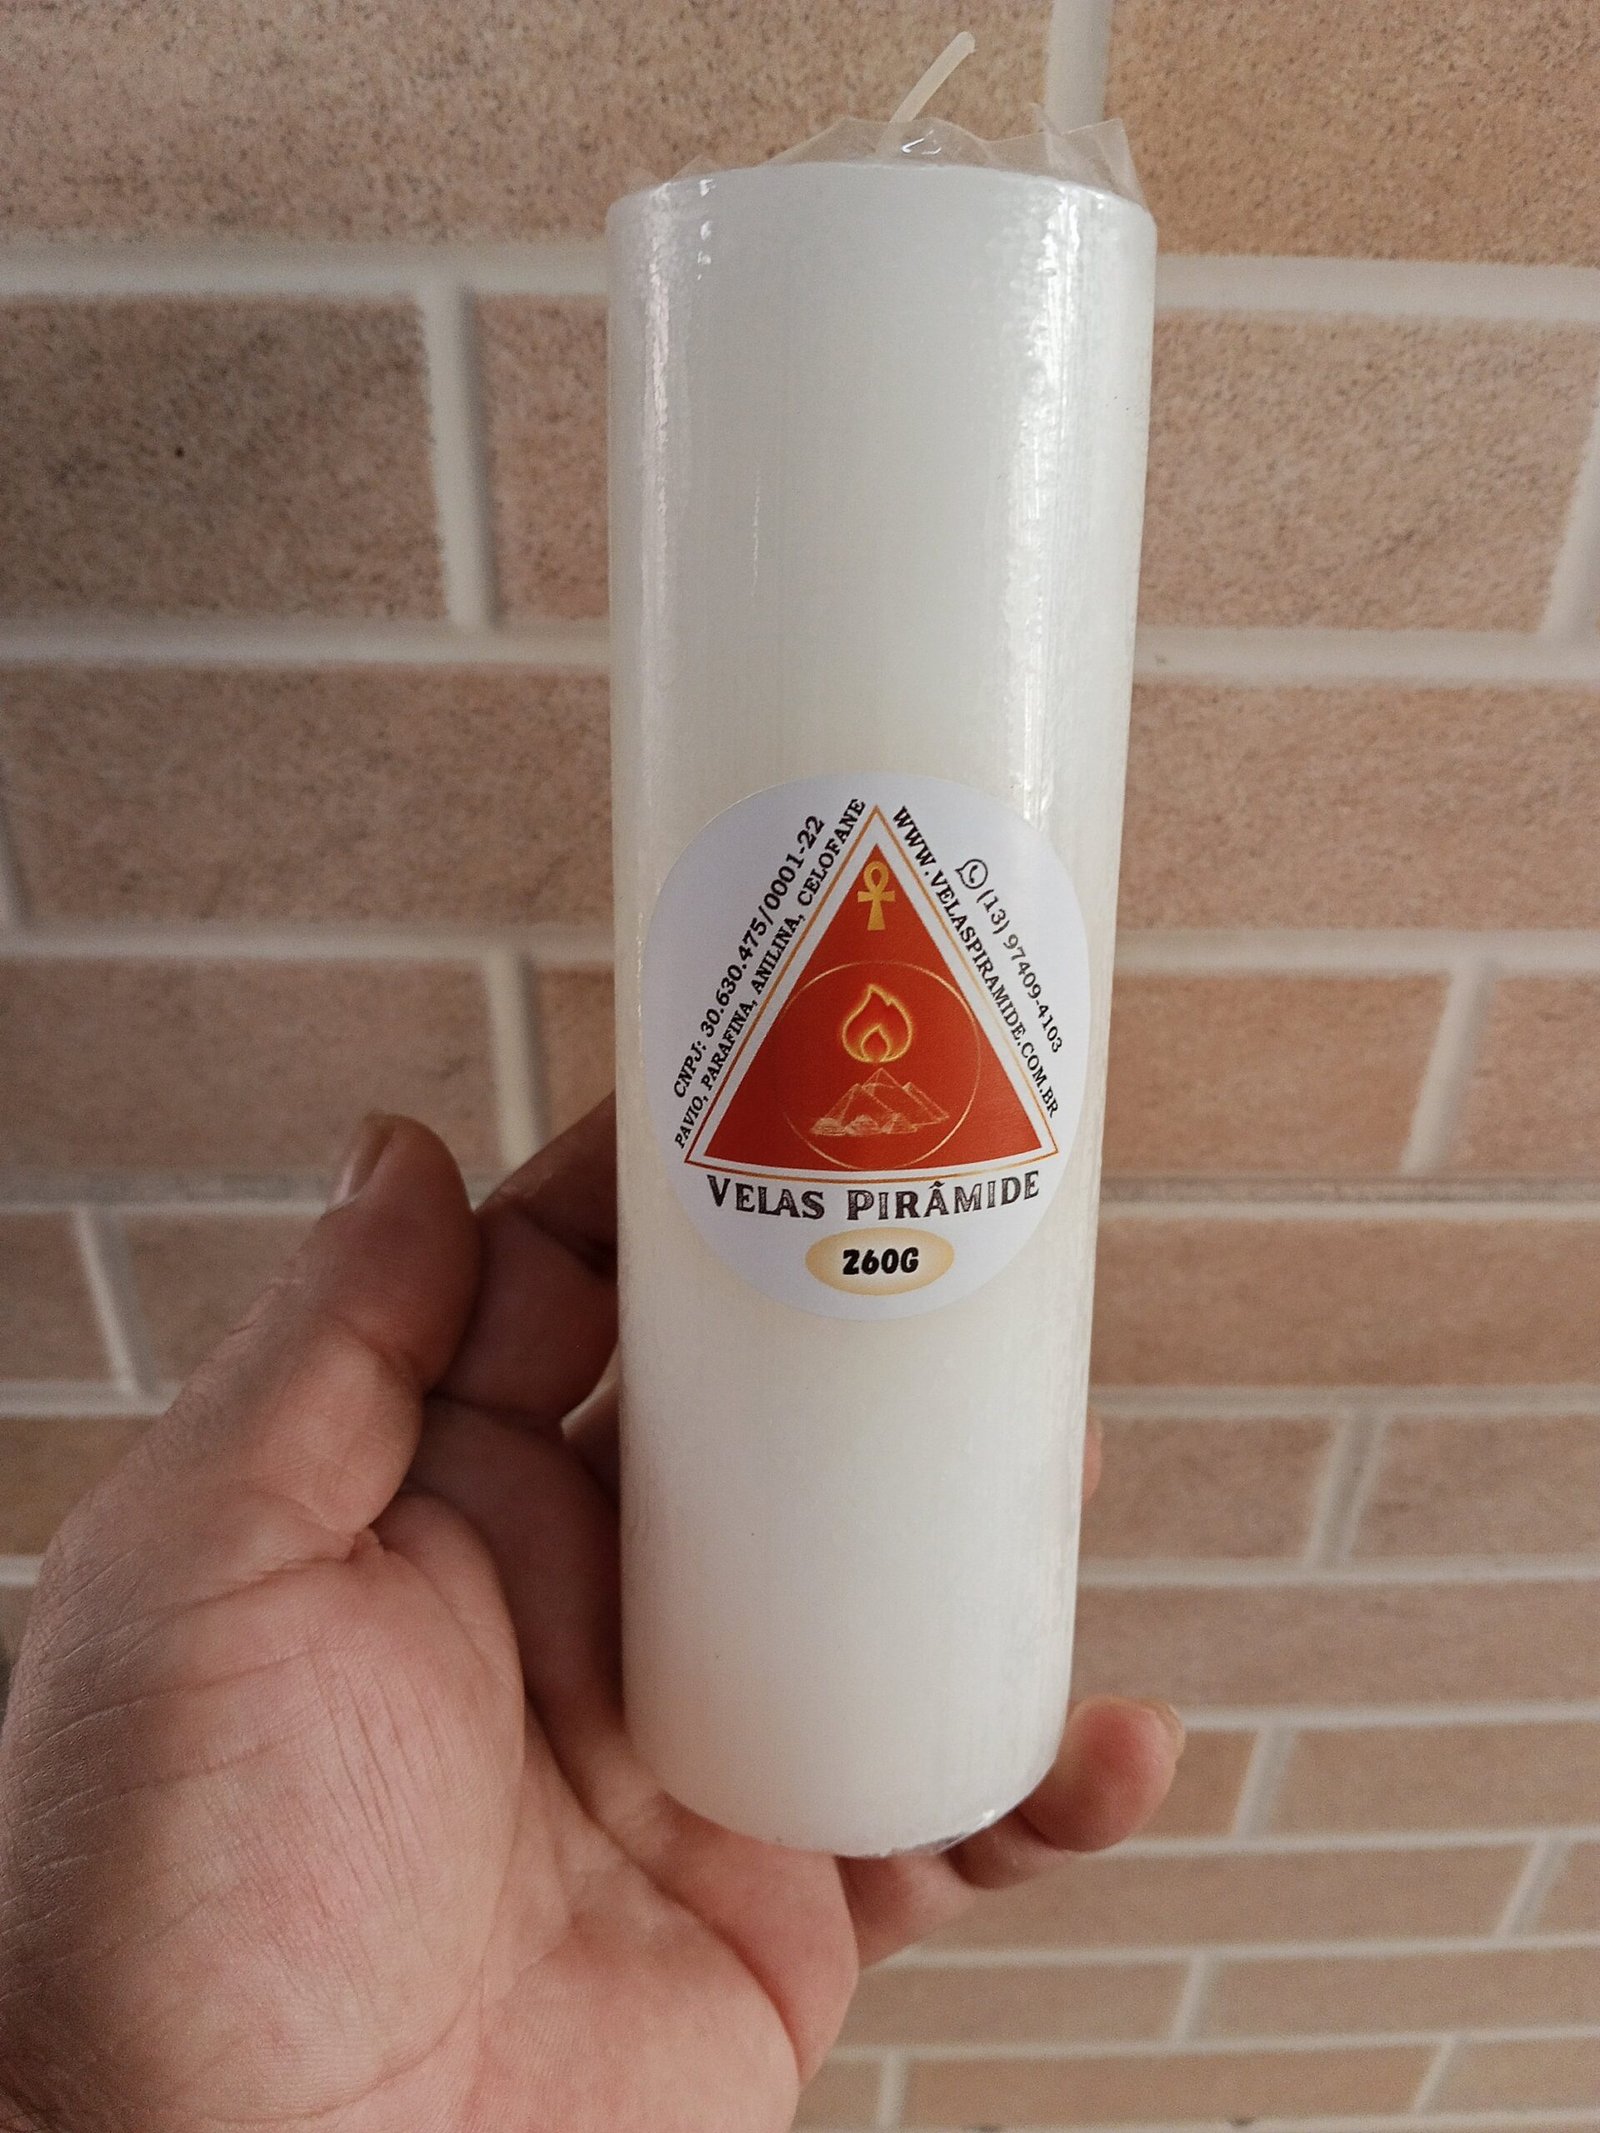 CNPJ: 30.630.475/0001-22
PAVIO, PARAFINA, ANILINA, CELOFANE
(13) 97409-4103
WWW.VELASPIRAMIDE.COM.BR
VELAS PIRÂMIDE
260G